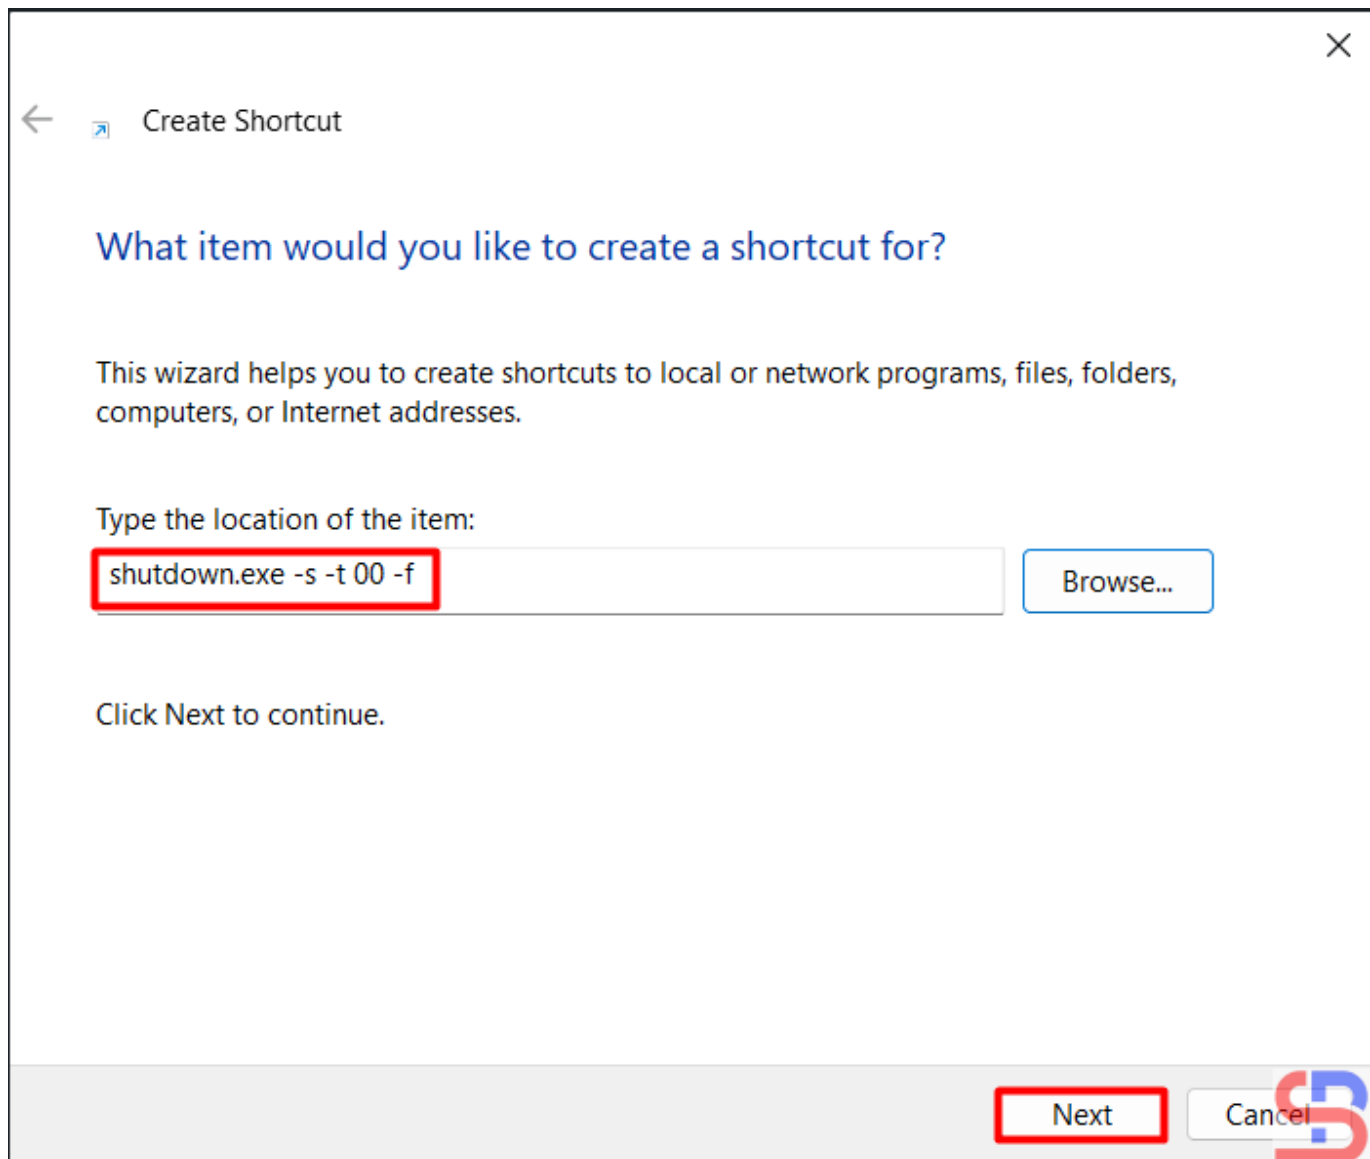 Create Shortcut
What item would you like to create a shortcut for?
This wizard helps you to create shortcuts to local or network programs, files, folders,
computers, or Internet addresses.
Type the location of the item:
shutdown.exe -s -t 00 -f
Browse...
Click Next to continue.
Next
Cancel